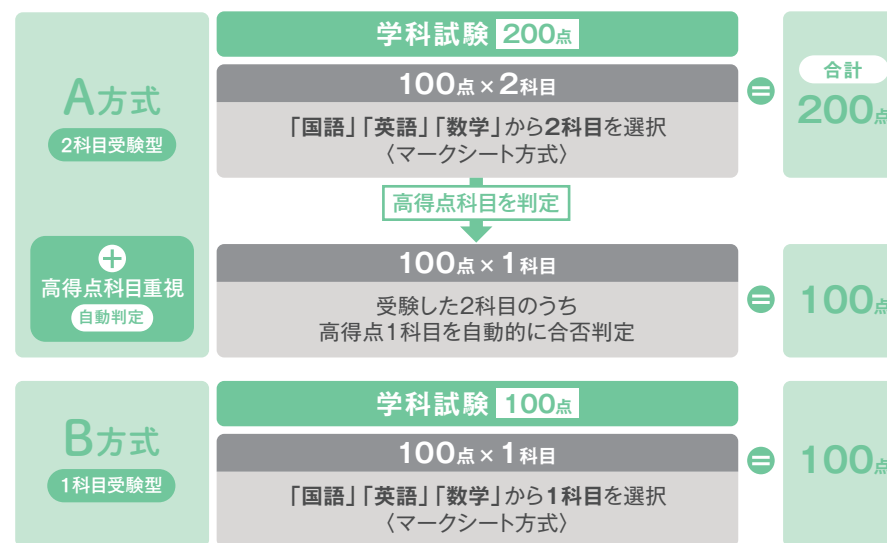 A方式
2科目受験型
学科試験 200点
100点×2科目
「国語」「英語」「数学」から2科目を選択
〈マークシート方式〉
=
合計
200点
高得点科目を判定
+
高得点科目重視
自動判定
100点×1科目
受験した2科目のうち
高得点1科目を自動的に合否判定
=
100点
B方式
1科目受験型
学科試験 100点
100点×1科目
「国語」「英語」「数学」から1科目を選択
〈マークシート方式〉
=
100点